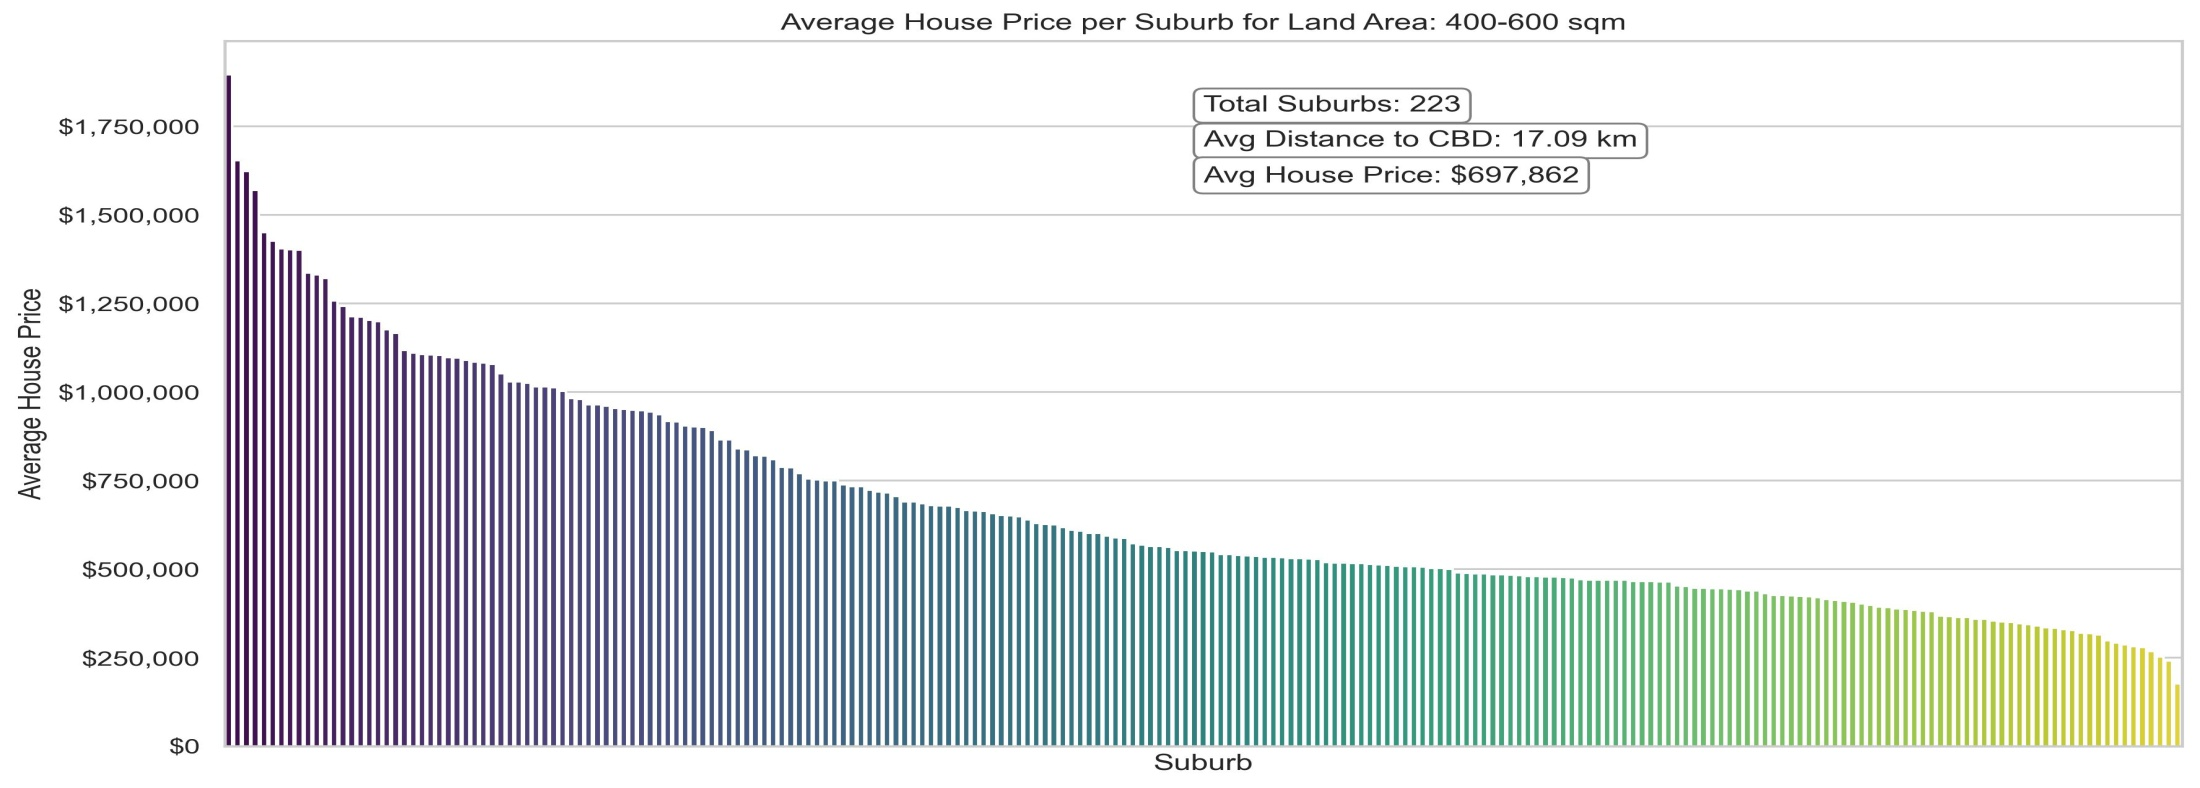 Average House Price per Suburb for Land Area: 400-600 sqm
Total Suburbs: 223
Avg Distance to CBD: 17.09 km
Avg House Price: $697,862
$1,750,000
$1,500,000
$1,250,000
$1,000,000
$750,000
$500,000
$250,000
$0
Average House Price
Suburb